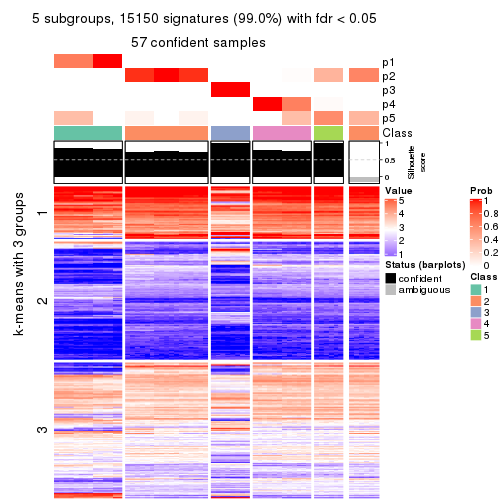 5 subgroups, 15150 signatures (99.0%) with fdr < 0.05
57 confident samples
p1
p2
p3
p4
p5
Class
1
0.5
0
Silhouette
score
k-means with 3 groups
1
2
3
Value
5
4
3
2
1
Status (barplots)
confident
ambiguous
Prob
1
0.8
0.6
0.4
0.2
0
Class
1
2
3
4
5